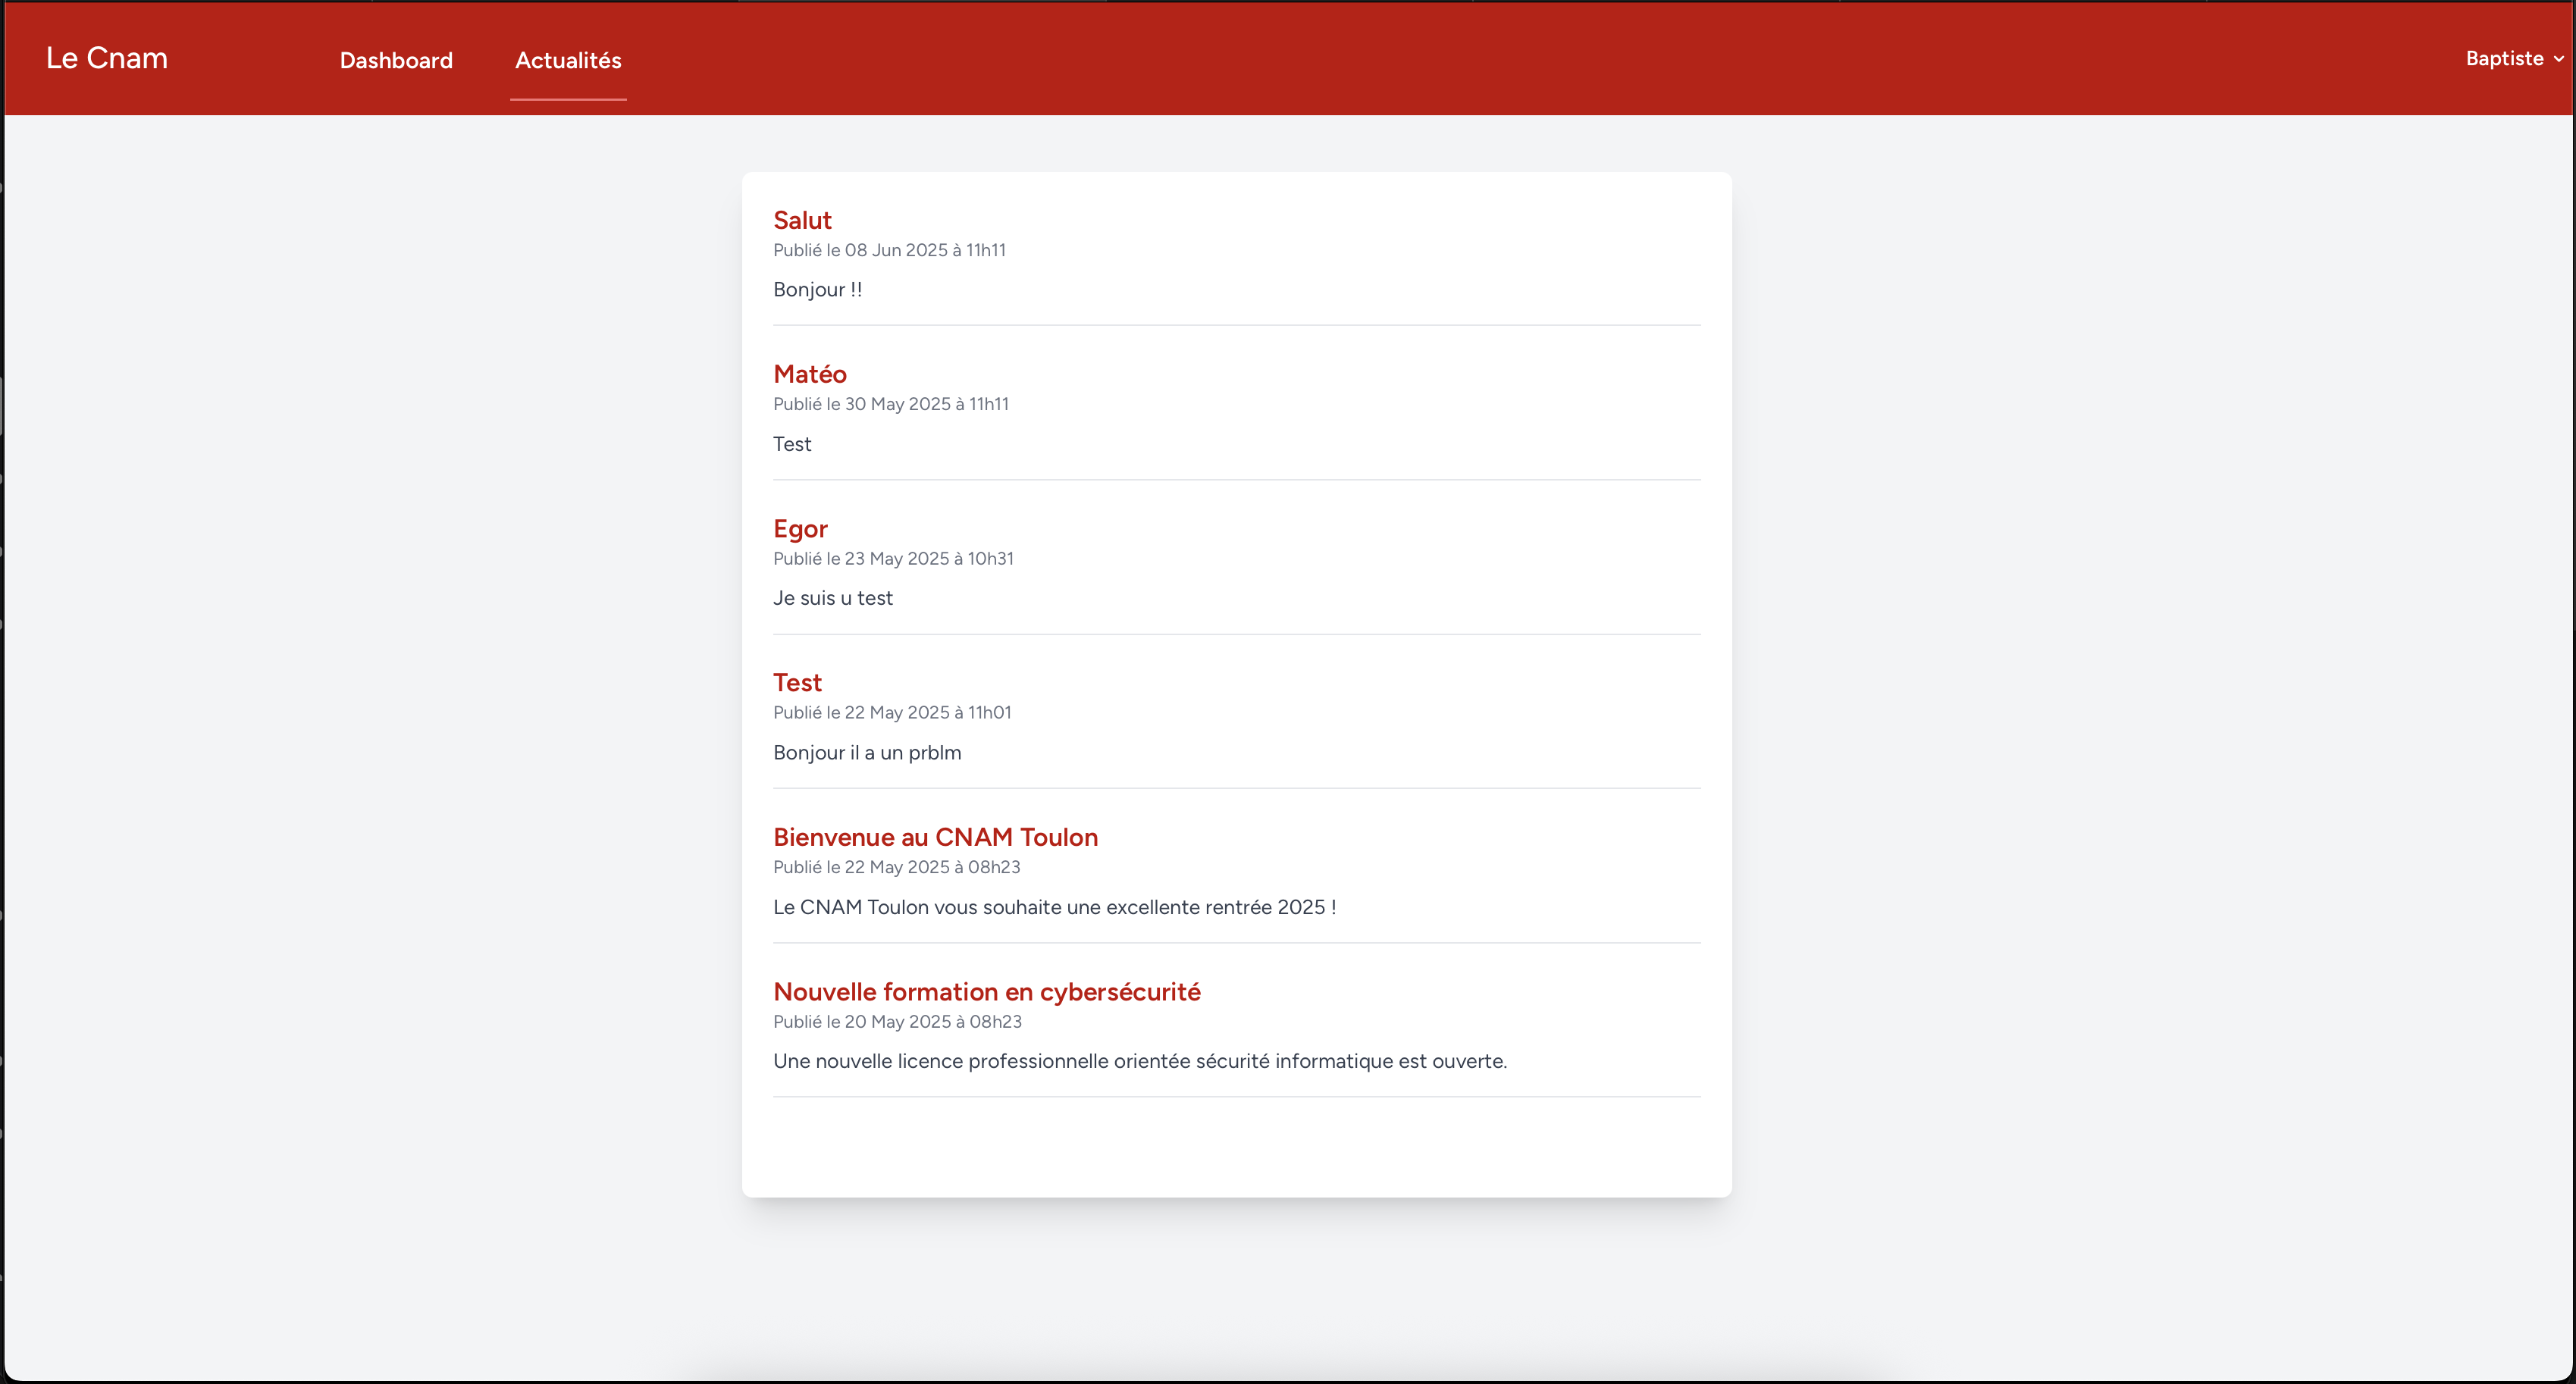 Le Cnam
Dashboard
Actualités
Baptiste
Salut
Publié le 08 Jun 2025 à 11h11
Bonjour !!
Matéo
Publié le 30 May 2025 à 11h11
Test
Egor
Publié le 23 May 2025 à 10h31
Je suis u test
Test
Publié le 22 May 2025 à 11h01
Bonjour il a un prblm
Bienvenue au CNAM Toulon
Publié le 22 May 2025 à 08h23
Le CNAM Toulon vous souhaite une excellente rentrée 2025 !
Nouvelle formation en cybersécurité
Publié le 20 May 2025 à 08h23
Une nouvelle licence professionnelle orientée sécurité informatique est ouverte.